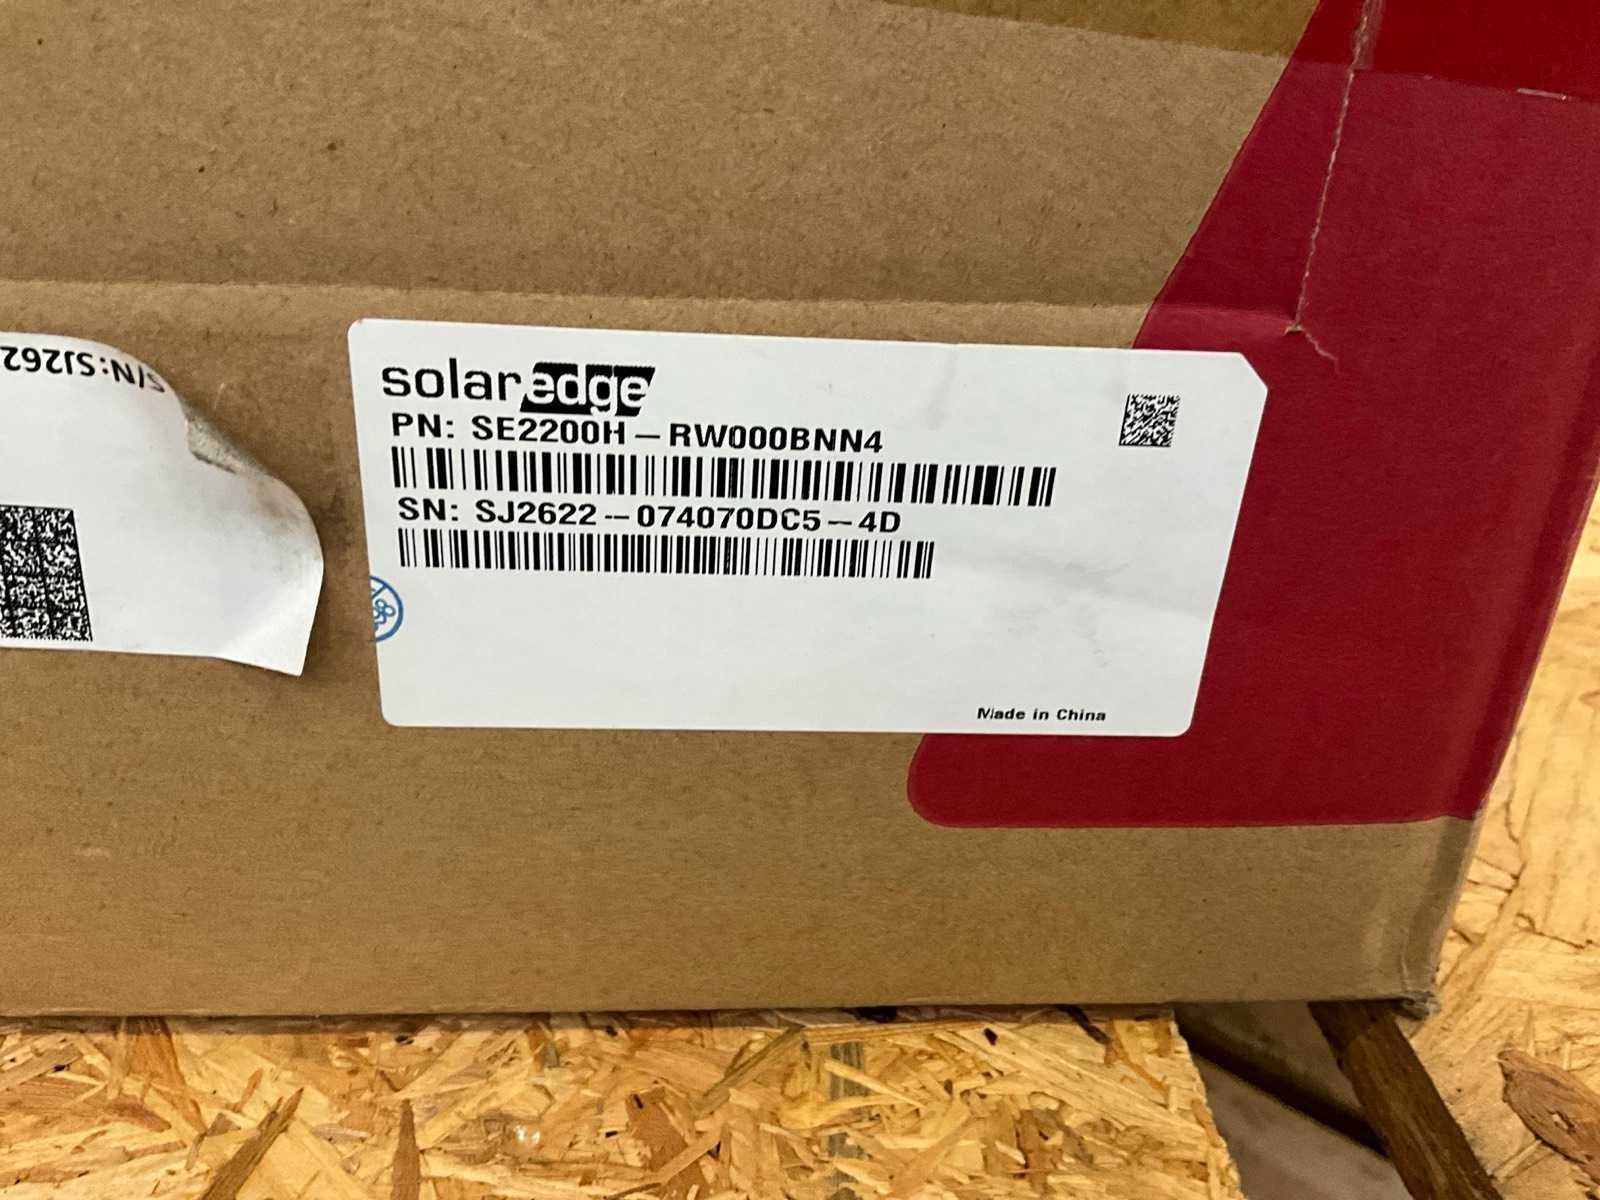 S/N:SJ262
solaredge
PN: SE2200H-RW000BNN4
SN: SJ2622-074070DC5-4D
Made in China